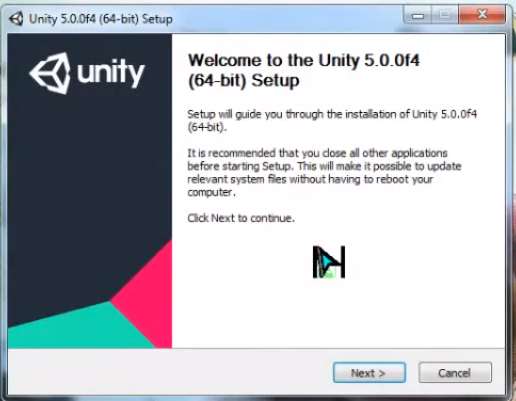 Unity 5.0.0f4 (64-bit) Setup
unity
Welcome to the Unity 5.0.0f4
(64-bit) Setup
Setup will guide you through the installation of Unity 5.0.0f4
(64-bit).
It is recommended that you close all other applications
before starting Setup. This will make it possible to update
relevant system files without having to reboot your
computer.
Click Next to continue.
Next >
Cancel